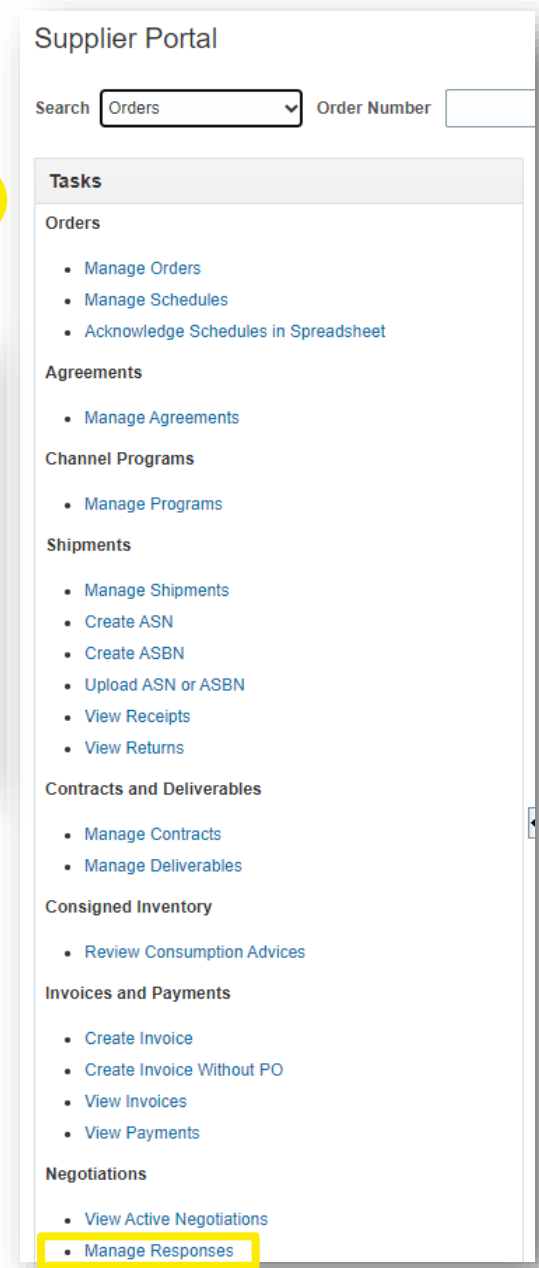 Supplier Portal
Search Orders Order Number
Tasks
Orders
Manage Orders
Manage Schedules
Acknowledge Schedules in Spreadsheet
Agreements
Manage Agreements
Channel Programs
Manage Programs
Shipments
Manage Shipments
Create ASN
Create ASBN
Upload ASN or ASBN
View Receipts
View Returns
Contracts and Deliverables
Manage Contracts
Manage Deliverables
Consigned Inventory
Review Consumption Advices
Invoices and Payments
Create Invoice
Create Invoice Without PO
View Invoices
View Payments
Negotiations
View Active Negotiations
Manage Responses